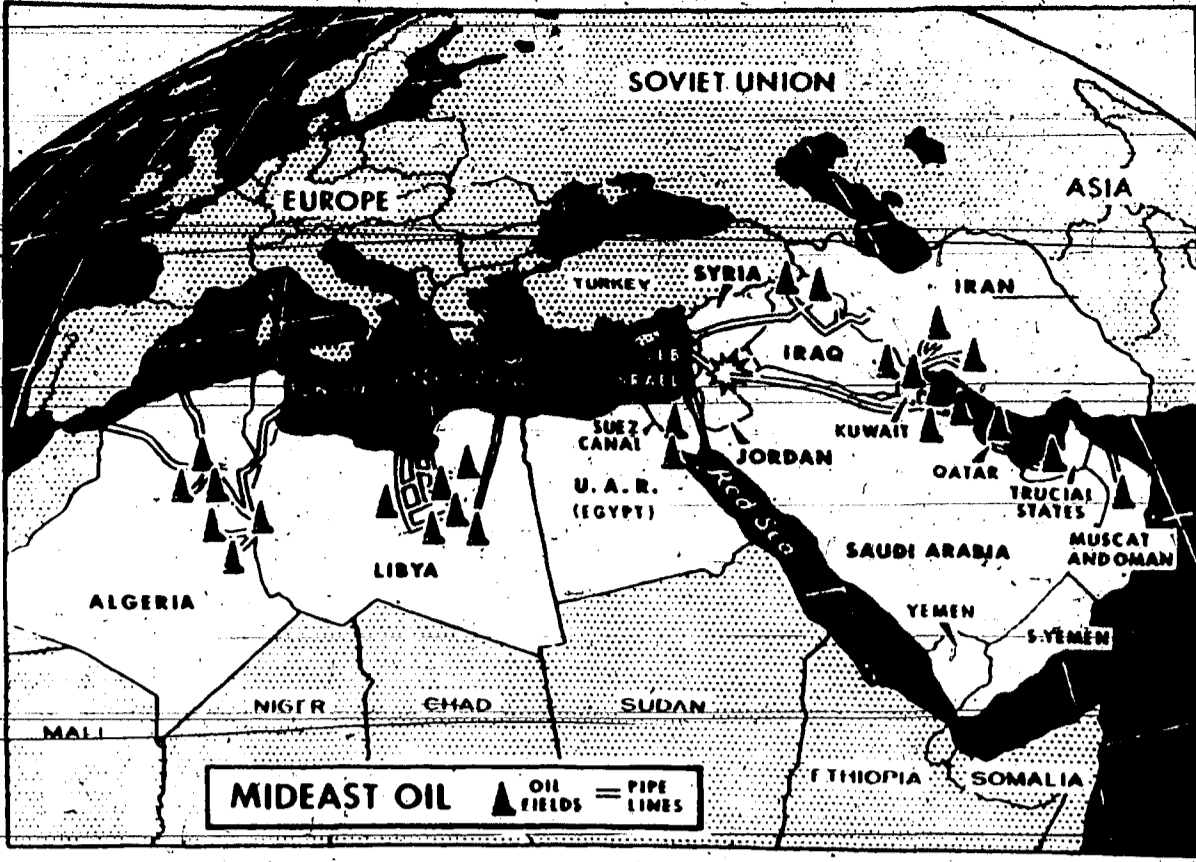 SOVIET UNION
ASIA
EUROPE
SYRIA
TURKEY
IRAN
IRAQ
SUEZ
CANAL
JORDAN
KUWAIT
QATAR
TRUCIAL
STATES
U. A. R.
(EGYPT)
Red Sea
MUSCAT
AND OMAN
SAUDI ARABIA
LIBYA
ALGERIA
YEMEN
S. YEMEN
NIGER
CHAD
SUDAN
MALI
ETHIOPIA
SOMALIA
MIDEAST OIL
OIL
FIELDS
PIPE
LINES